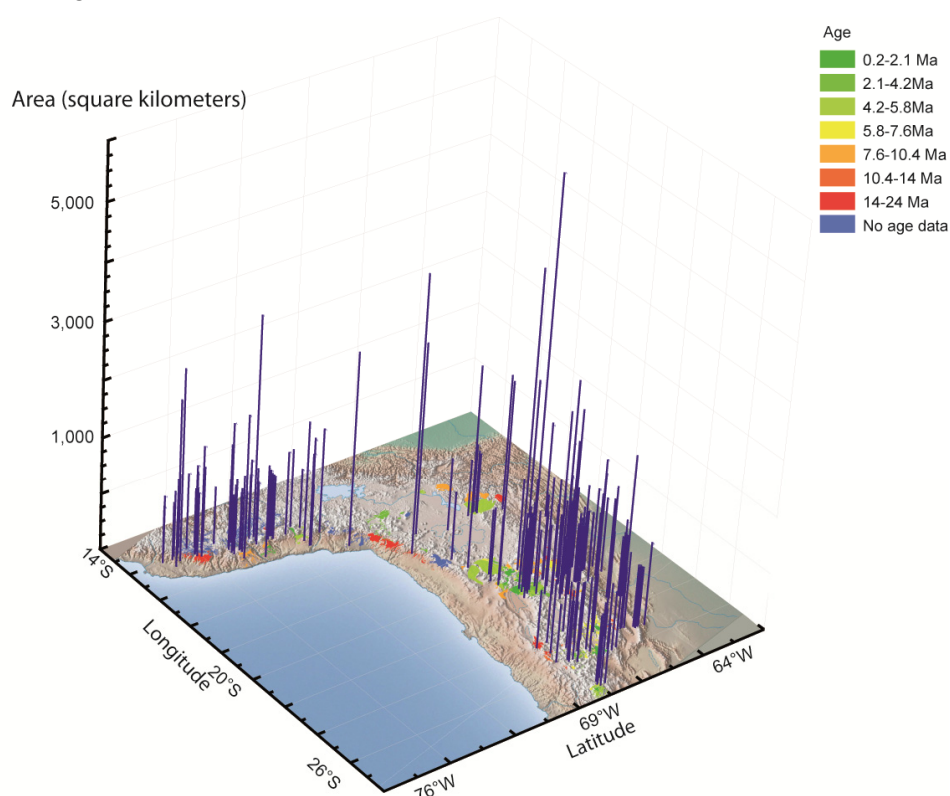 Age
0.2-2.1 Ma
2.1-4.2Ma
4.2-5.8Ma
5.8-7.6Ma
7.6-10.4 Ma
10.4-14 Ma
14-24 Ma
No age data
Area (square kilometers)
5,000
3,000
1,000
14°S
Longitude
20°S
26°S
76°W
69°W
Latitude
64°W